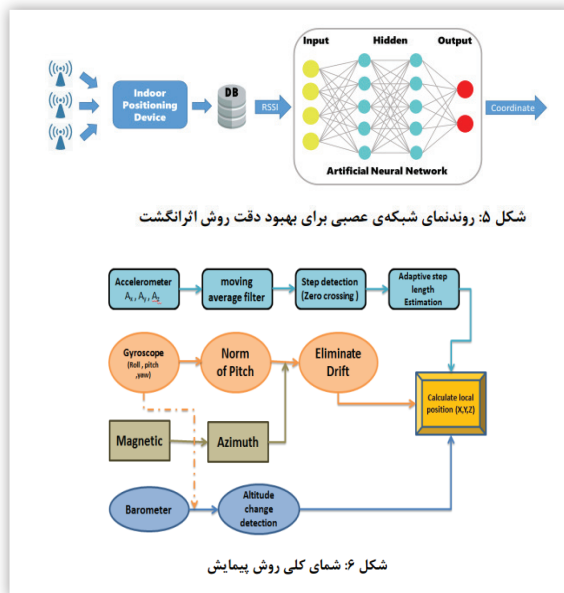 Input
Hidden
Output
Indoor
Positioning
Device
DB
RSSI
Coordinate
Artificial Neural Network
شکل ۵: روندنمای شبکه‌ی عصبی برای بهبود دقت روش اثرانگشت
Accelerometer
Ax , Ay , Az
moving
average filter
Step detection
(Zero crossing )
Adaptive step
length
Estimation
Gyroscope
(Roll , pitch
,yaw)
Norm
of Pitch
Eliminate
Drift
Calculate local
position (X,Y,Z)
Magnetic
Azimuth
Barometer
Altitude
change
detection
شکل ۶: شمای کلی روش پیمایش